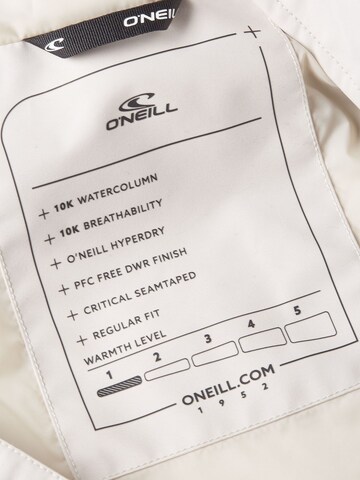 O'NEILL
O'NEILL
+ 10K WATERCOLUMN
+ 10K BREATHABILITY
+ O'NEILL HYPERDRY
+ PFC FREE DWR FINISH
+ CRITICAL SEAMTAPED
+ REGULAR FIT
WARMTH LEVEL
1 2 3 4 5
ONEILL.COM
1952